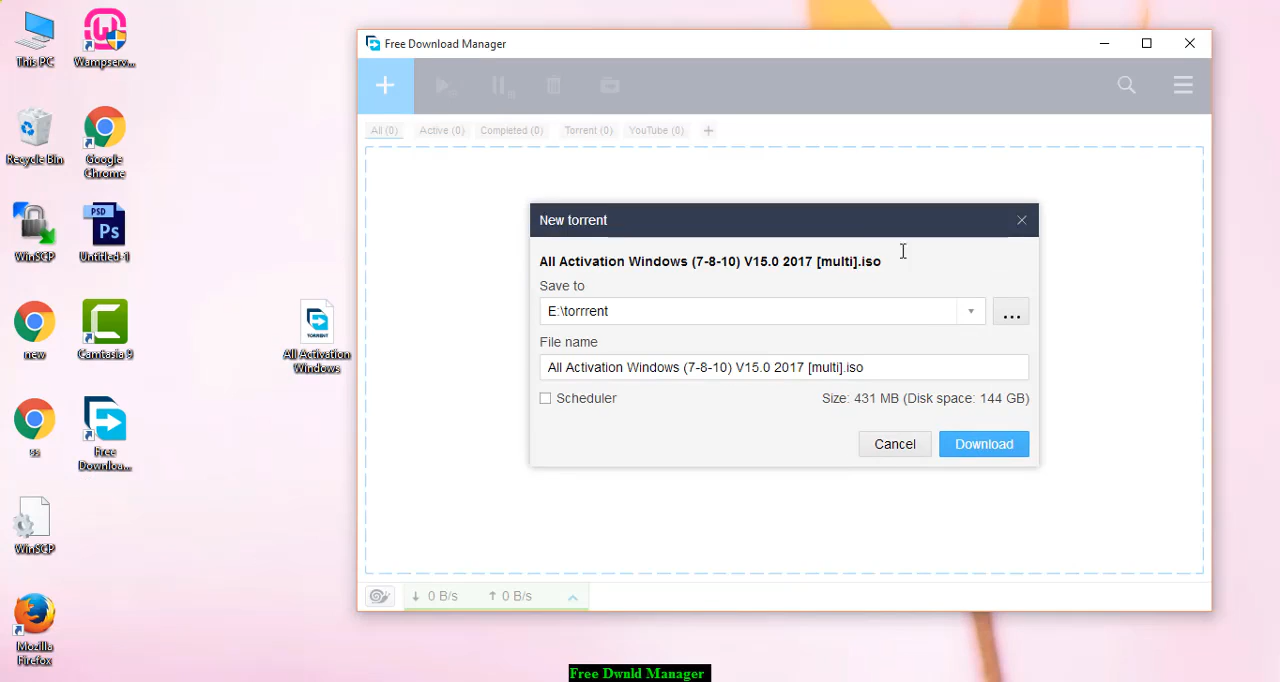 This PC
Wampserv...
Recycle Bin
Google
Chrome
WinSCP
PSD
Ps
Untitled-1
new
Camtasia 9
TORRENT
All Activation
Windows
ss
Free
Downloa...
WinSCP
Mozilla
Firefox
Free Download Manager
All (0)
Active (0)
Completed (0)
Torrent (0)
YouTube (0)
New torrent
All Activation Windows (7-8-10) V15.0 2017 [multi].iso
Save to
E:\torrrent
...
File name
All Activation Windows (7-8-10) V15.0 2017 [multi].iso
Scheduler
Size: 431 MB (Disk space: 144 GB)
Cancel
Download
↓ 0 B/s
↑ 0 B/s
Free Dwnld Manager